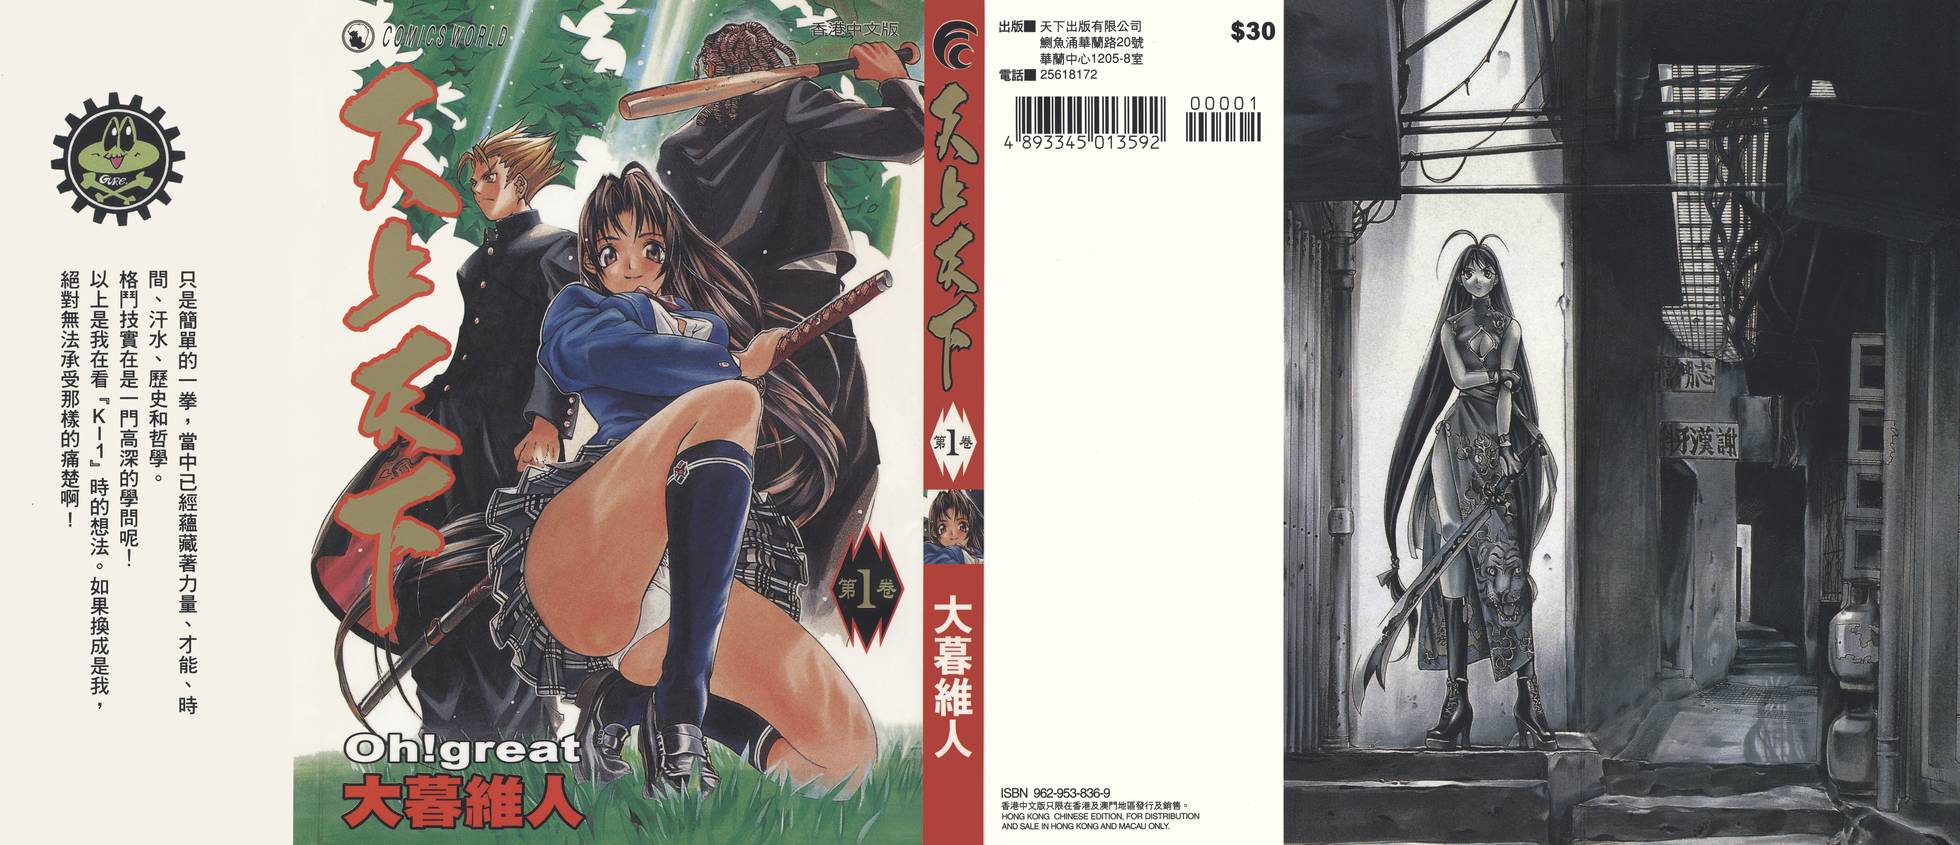 GURE.
只是簡單的一拳，當中已經蘊藏著力量、才能、時
間、汗水、歷史和哲學。
格鬥技實在是一門高深的學問呢！
以上是我在看『K-1』時的想法。如果換成是我，
絕對無法承受那樣的痛楚啊！
COMICS WORLD
香港中文版
天上天下
第1卷
Oh!great
大暮維人
天上天下
第1卷
大暮維人
出版■ 天下出版有限公司
鰂魚涌華蘭路20號
華蘭中心1205-8室
電話■ 25618172
$30
00001
4 893345 013592
ISBN 962-953-836-9
香港中文版只限在香港及澳門地區發行及銷售。
HONG KONG CHINESE EDITION, FOR DISTRIBUTION
AND SALE IN HONG KONG AND MACAU ONLY.